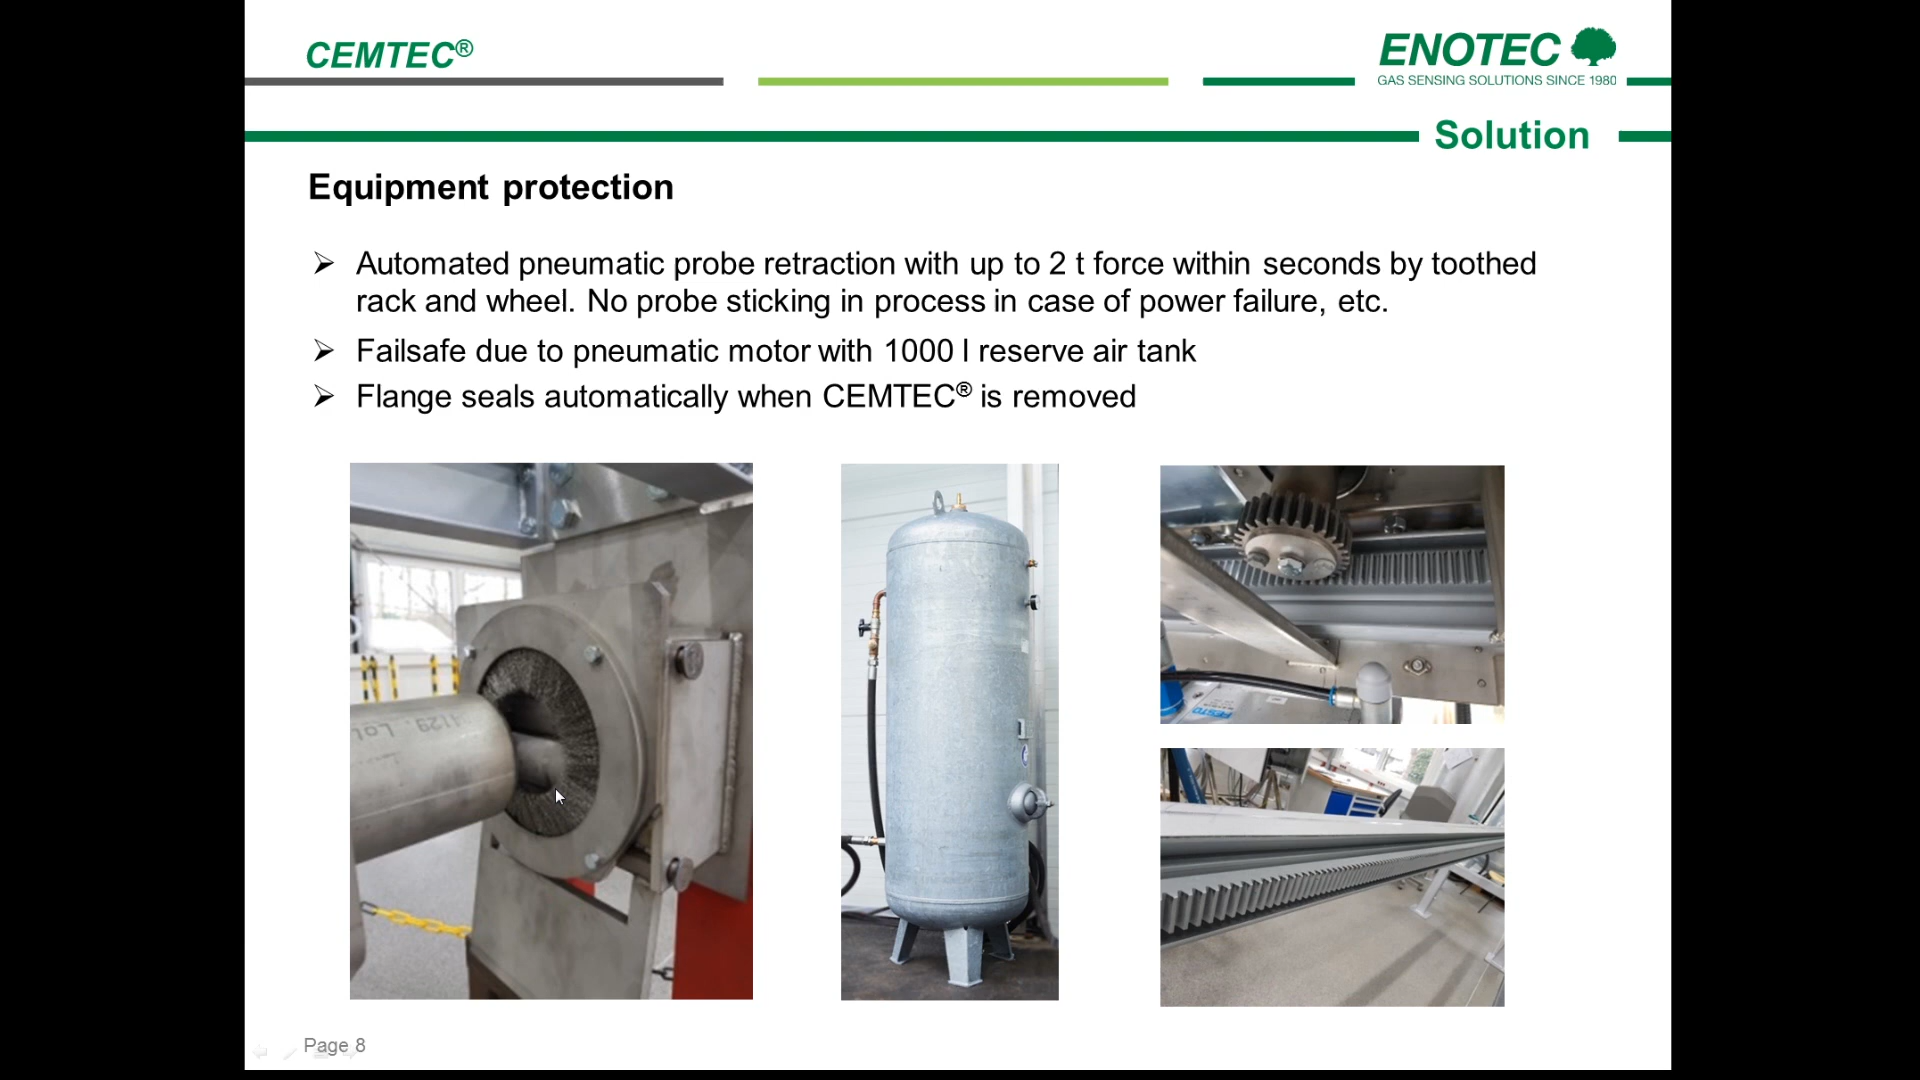 CEMTEC®
ENOTEC
GAS SENSING SOLUTIONS SINCE 1980
Solution
Equipment protection
➢ Automated pneumatic probe retraction with up to 2 t force within seconds by toothed
rack and wheel. No probe sticking in process in case of power failure, etc.
➢ Failsafe due to pneumatic motor with 1000 l reserve air tank
➢ Flange seals automatically when CEMTEC® is removed
FESTO
Page 8